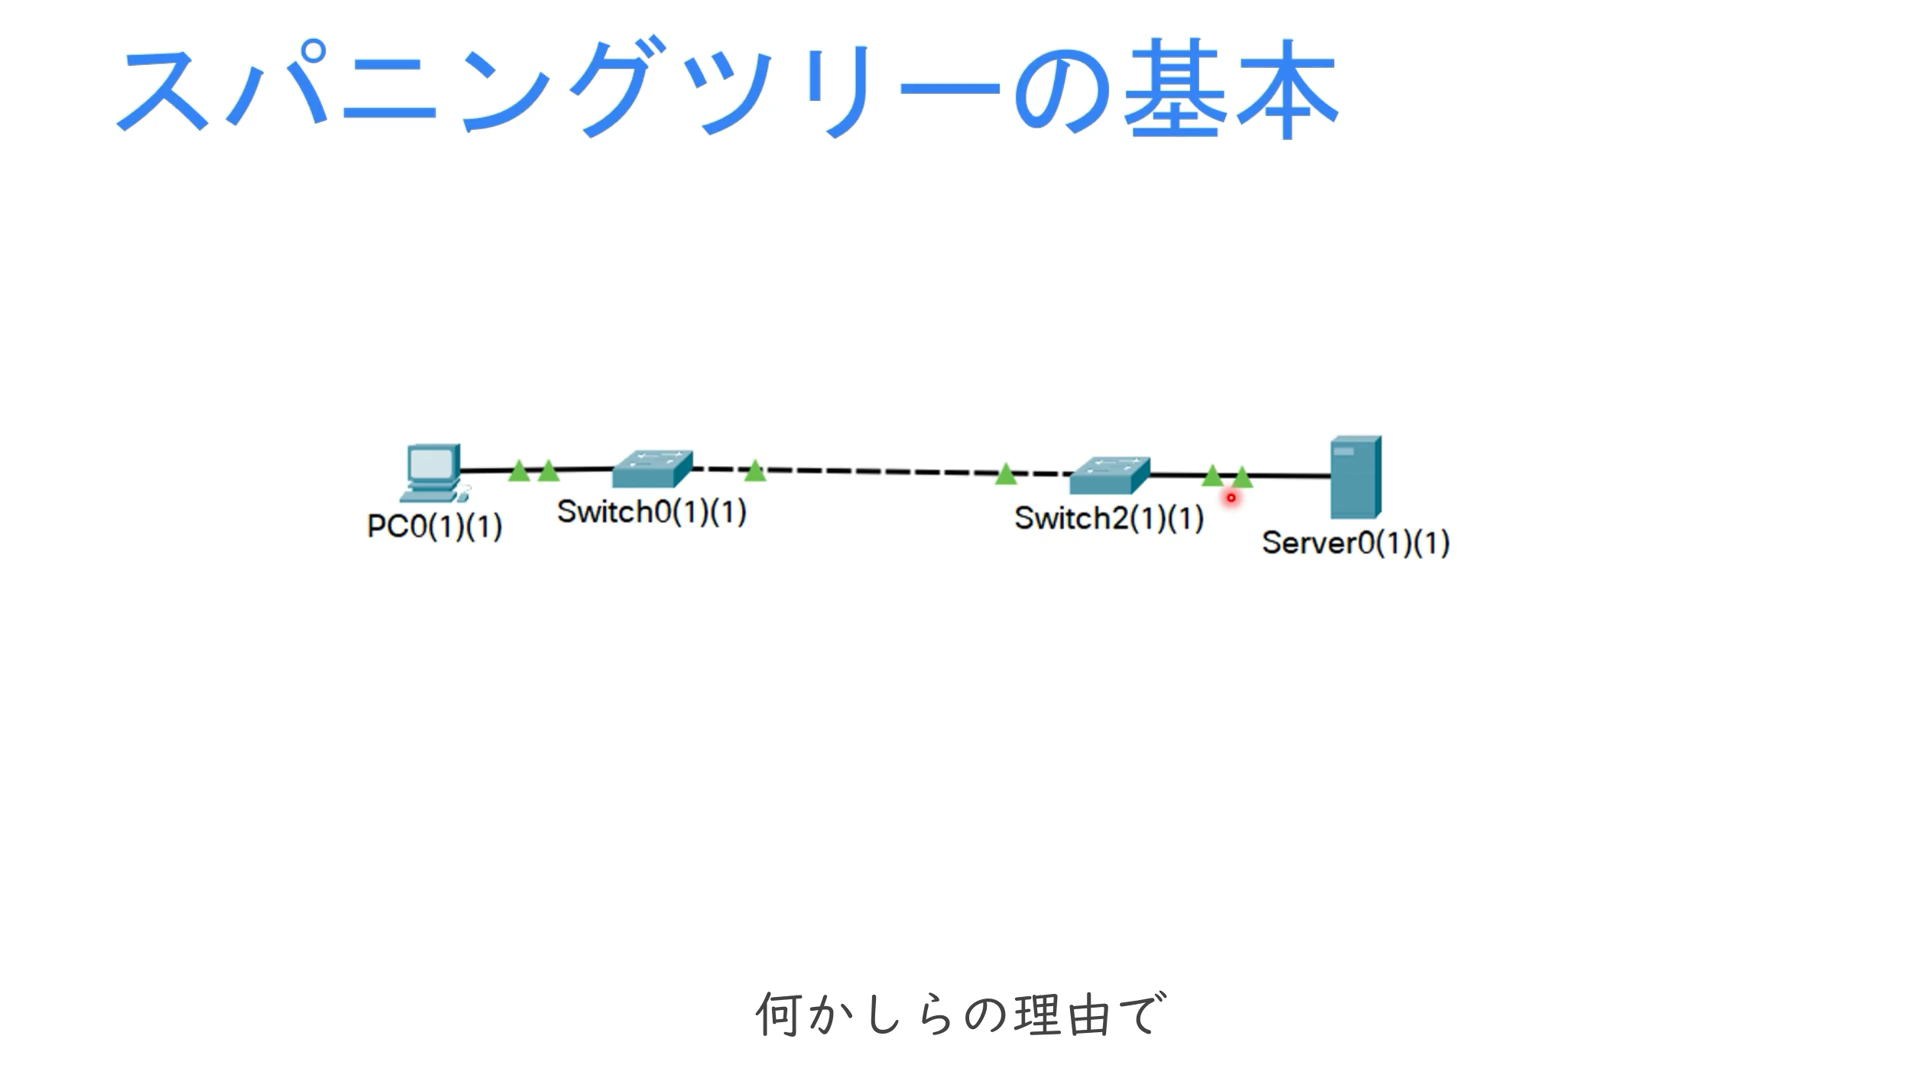 スパニングツリーの基本
PC0(1)(1)
Switch0(1)(1)
Switch2(1)(1)
Server0(1)(1)
何かしらの理由で